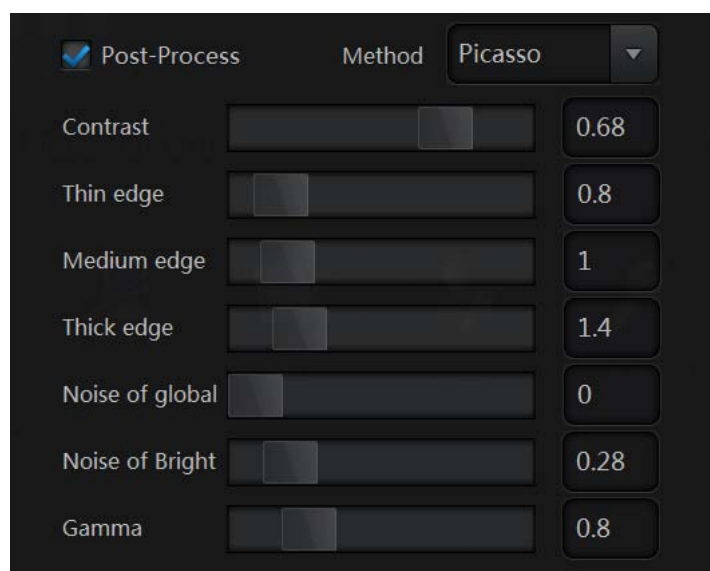 Post-Process Method Picasso
Contrast 0.68
Thin edge 0.8
Medium edge 1
Thick edge 1.4
Noise of global 0
Noise of Bright 0.28
Gamma 0.8